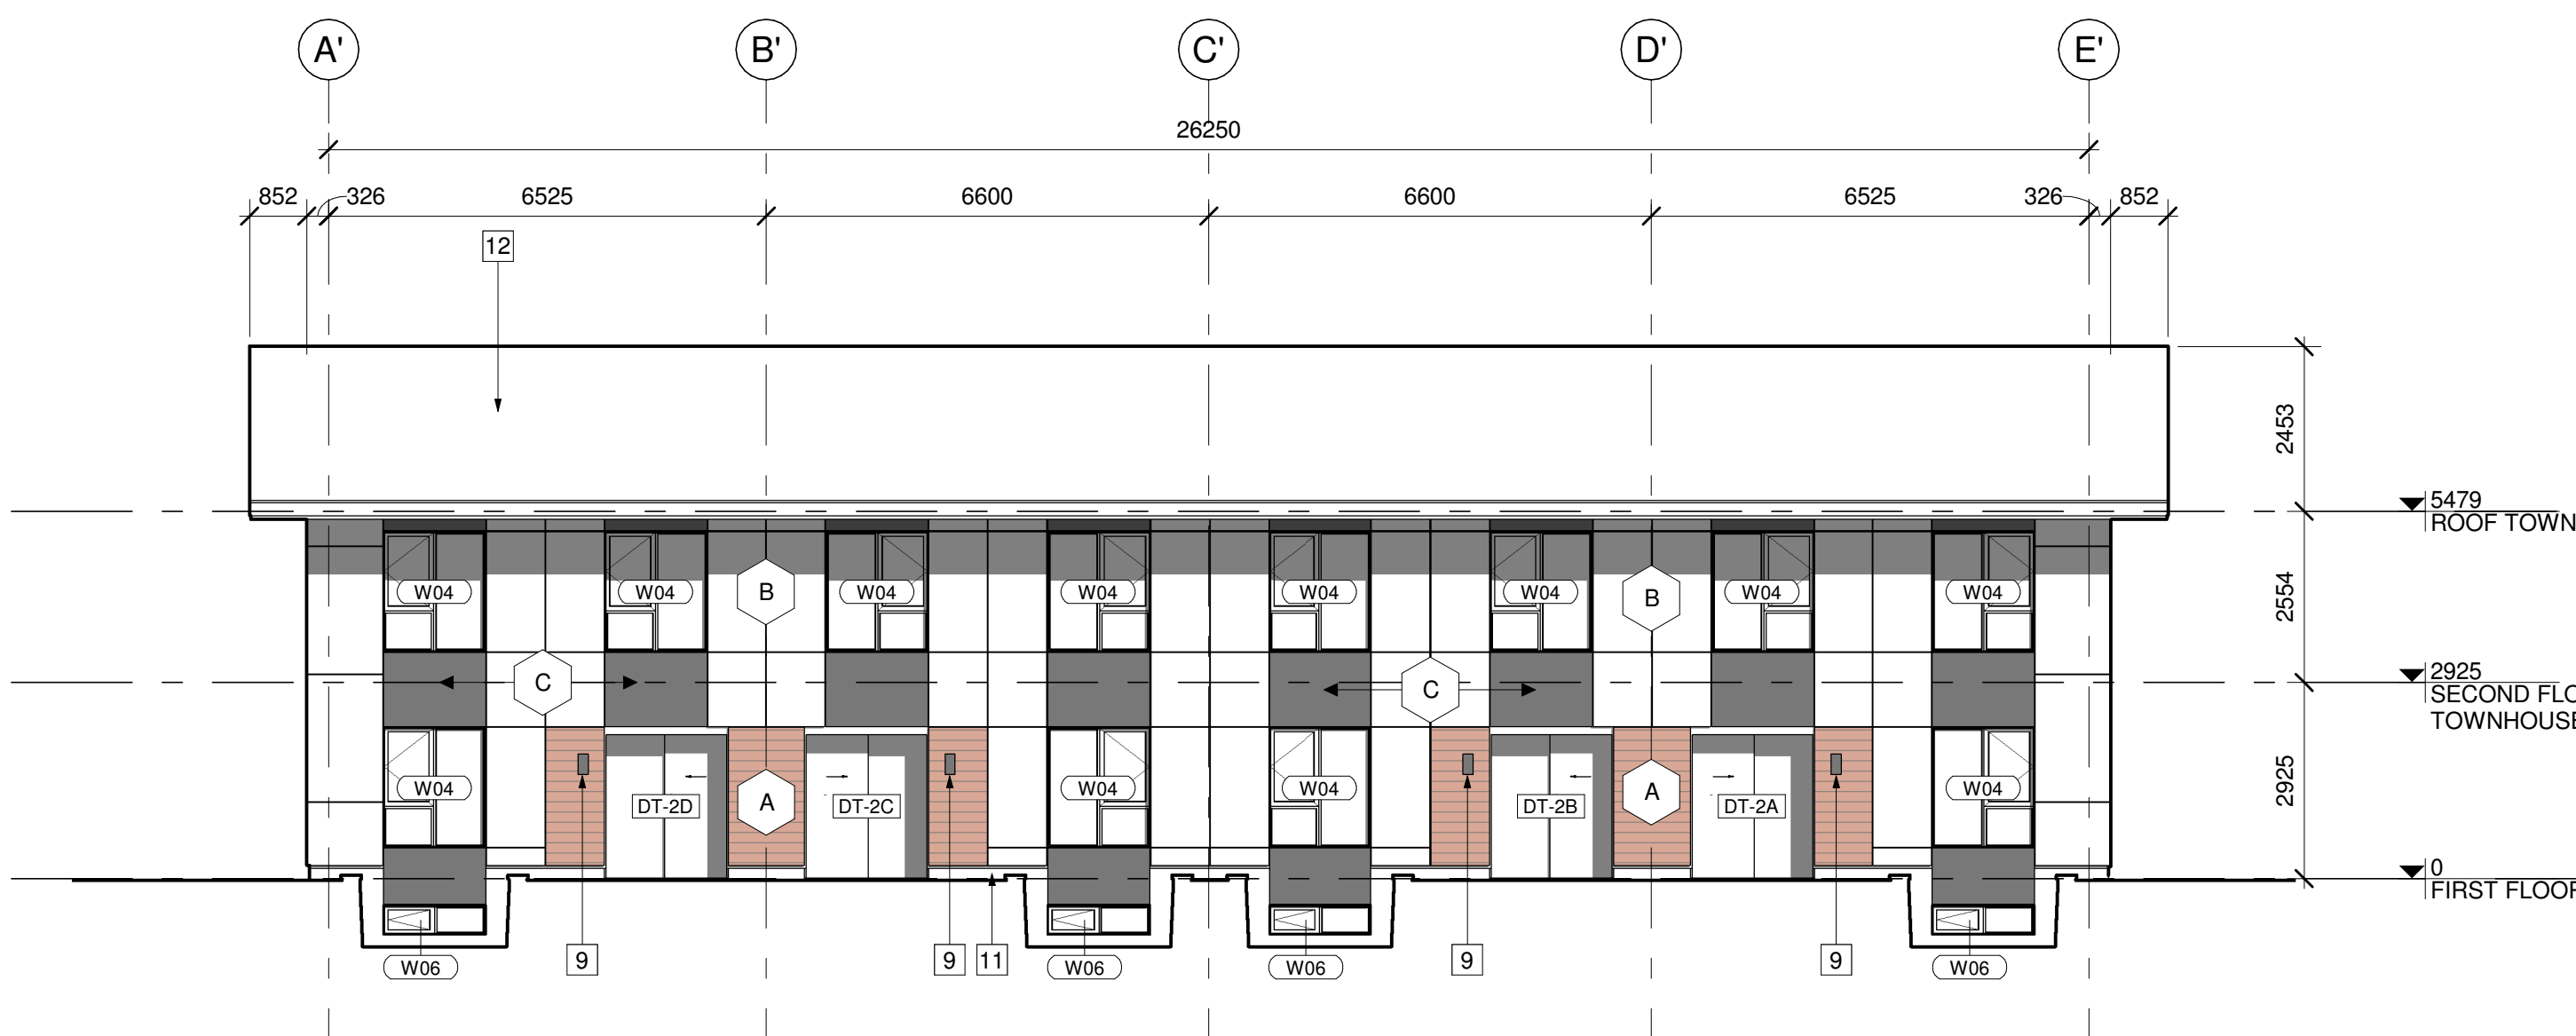 A' B' C' D' E'
26250
852 326 6525 6600 6600 6525 326 852
12
2453
5479
ROOF TOWN
W04 W04 W04 W04 W04 W04 W04 W04
B B
2554
C C
2925
SECOND FLO
TOWNHOUSE
W04 W04 W04 W04
A A
DT-2D DT-2C DT-2B DT-2A
2925
0
FIRST FLOOR
9 9 11 9 9
W06 W06 W06 W06